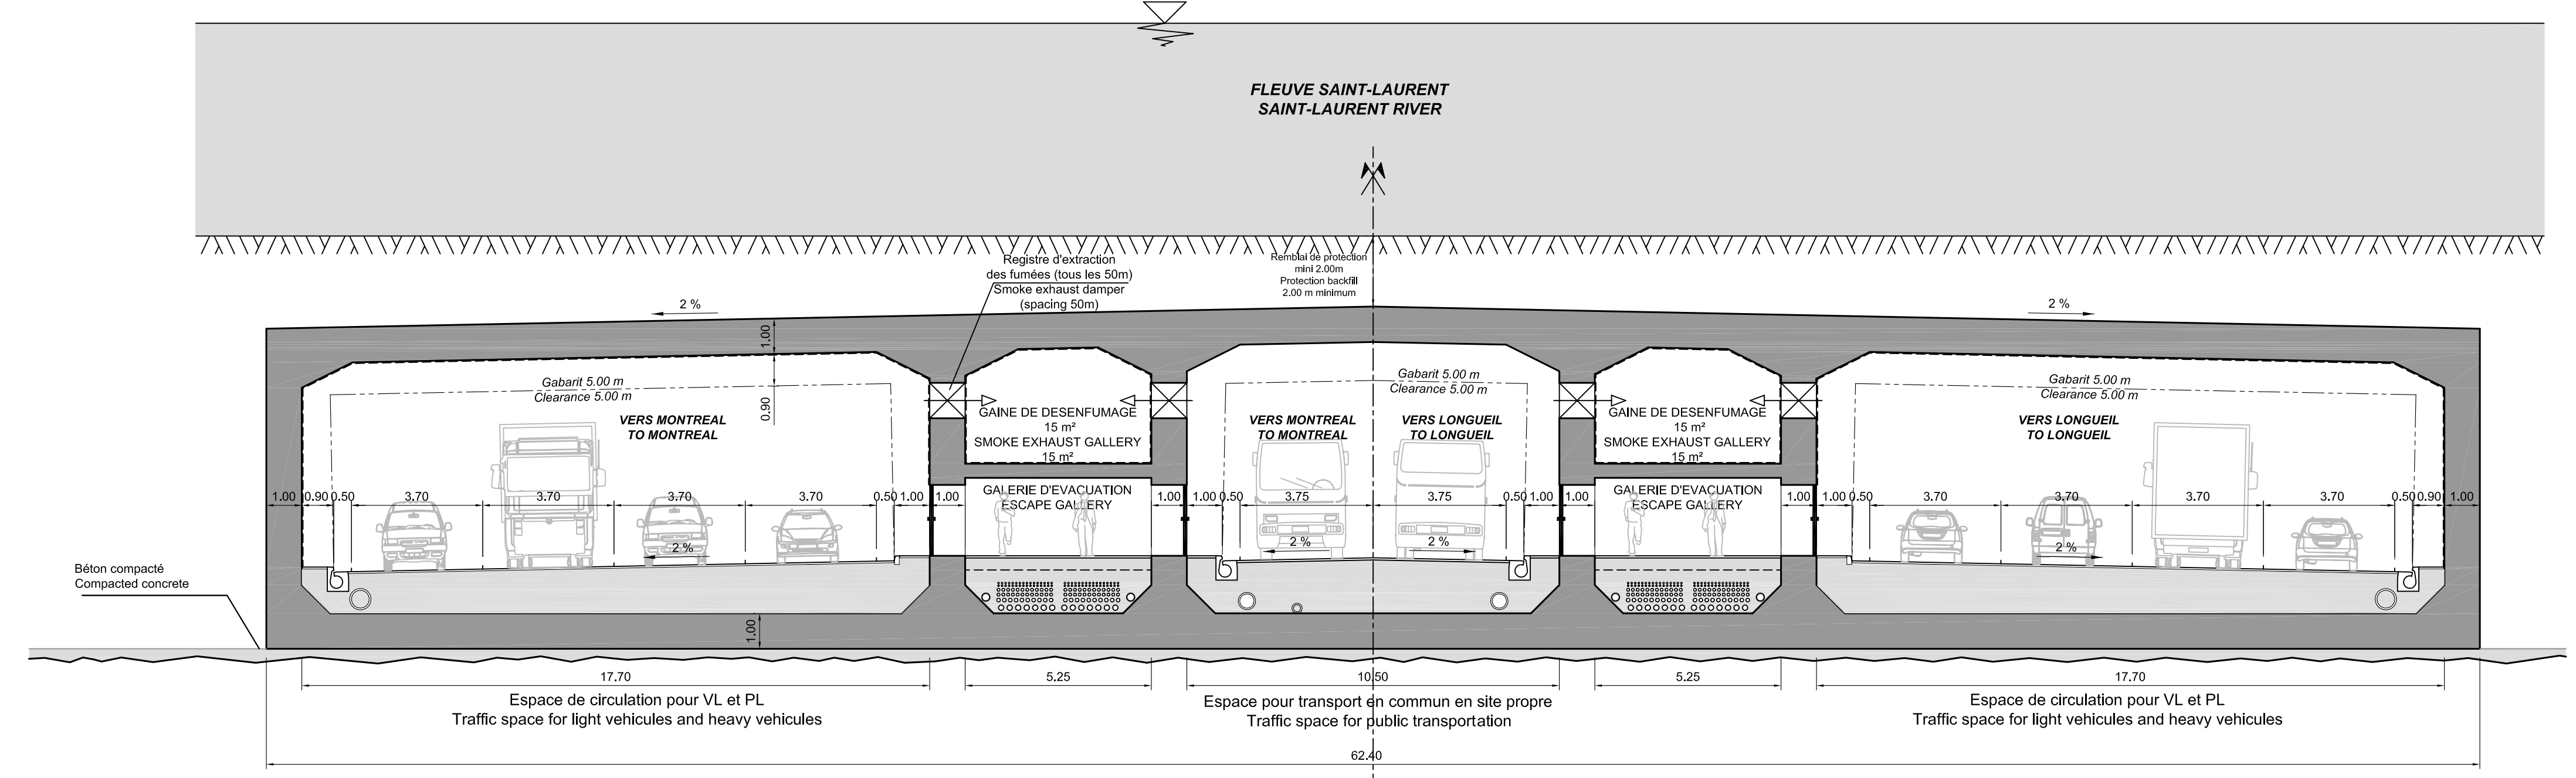 FLEUVE SAINT-LAURENT
SAINT-LAURENT RIVER
Registre d'extraction
des fumées (tous les 50m)
Smoke exhaust damper
(spacing 50m)
Remblai de protection
mini 2.00m
Protection backfill
2.00 m minimum
2 %
2 %
1.00
0.90
Gabarit 5.00 m
Clearance 5.00 m
VERS MONTREAL
TO MONTREAL
GAINE DE DESENFUMAGE
15 m²
SMOKE EXHAUST GALLERY
15 m²
Gabarit 5.00 m
Clearance 5.00 m
VERS MONTREAL
TO MONTREAL
VERS LONGUEIL
TO LONGUEIL
GAINE DE DESENFUMAGE
15 m²
SMOKE EXHAUST GALLERY
15 m²
Gabarit 5.00 m
Clearance 5.00 m
VERS LONGUEIL
TO LONGUEIL
1.00 0.90 0.50 3.70 3.70 3.70 3.70 0.50 1.00 1.00
GALERIE D'EVACUATION
ESCAPE GALLERY
1.00 1.00 0.50 3.75 3.75 0.50 1.00 1.00
GALERIE D'EVACUATION
ESCAPE GALLERY
1.00 1.00 0.50 3.70 3.70 3.70 3.70 0.50 0.90 1.00
2 %
2 %
2 %
2 %
Béton compacté
Compacted concrete
1.00
17.70
5.25
10.50
5.25
17.70
Espace de circulation pour VL et PL
Traffic space for light vehicules and heavy vehicules
Espace pour transport en commun en site propre
Traffic space for public transportation
Espace de circulation pour VL et PL
Traffic space for light vehicules and heavy vehicules
62.40